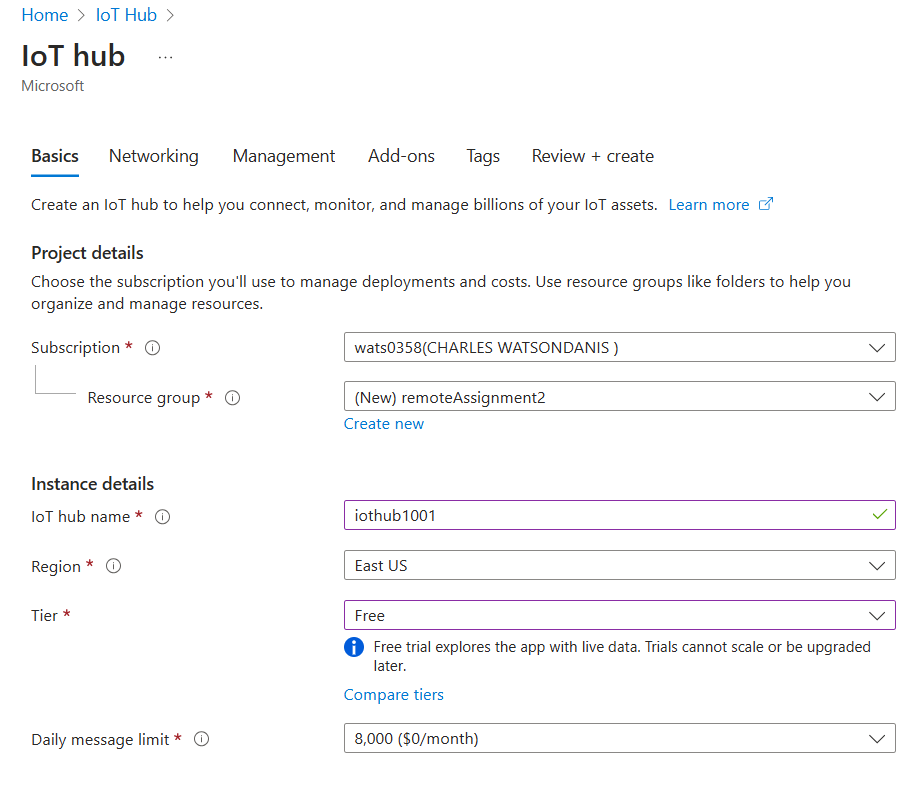 Home > IoT Hub >
IoT hub ...
Microsoft
Basics Networking Management Add-ons Tags Review + create
Create an IoT hub to help you connect, monitor, and manage billions of your IoT assets. Learn more
Project details
Choose the subscription you'll use to manage deployments and costs. Use resource groups like folders to help you
organize and manage resources.
Subscription * wats0358(CHARLES WATSONDANIS )
Resource group * (New) remoteAssignment2
Create new
Instance details
IoT hub name * iothub1001
Region * East US
Tier * Free
Free trial explores the app with live data. Trials cannot scale or be upgraded
later.
Compare tiers
Daily message limit * 8,000 ($0/month)